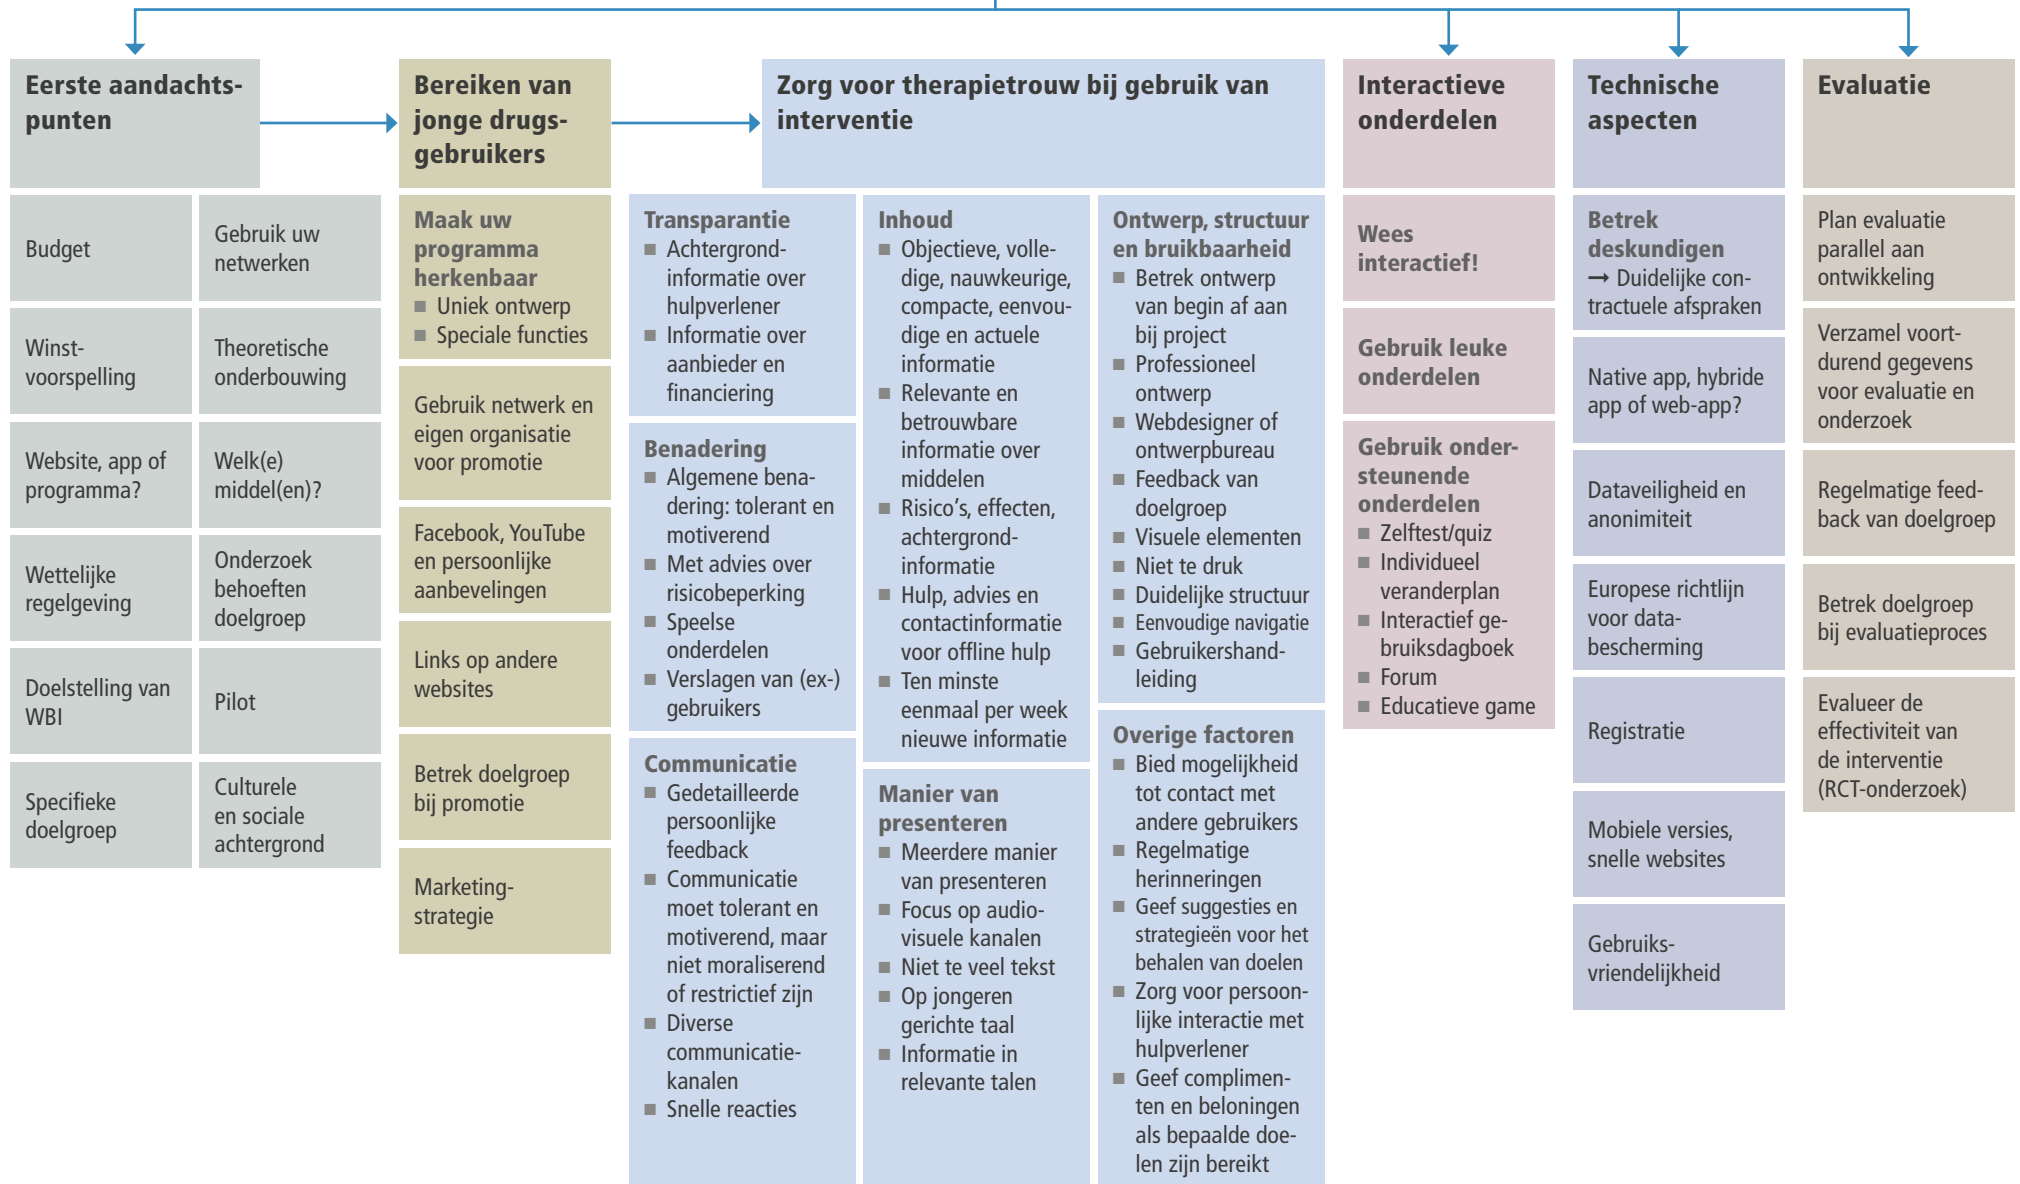 Eerste aandachts-
punten
Budget
Gebruik uw
netwerken
Winst-
voorspelling
Theoretische
onderbouwing
Website, app of
programma?
Welk(e)
middel(en)?
Wettelijke
regelgeving
Onderzoek
behoeften
doelgroep
Doelstelling van
WBI
Pilot
Specifieke
doelgroep
Culturele
en sociale
achtergrond
Bereiken van
jonge drugs-
gebruikers
Maak uw
programma
herkenbaar
■ Uniek ontwerp
■ Speciale functies
Gebruik netwerk en
eigen organisatie
voor promotie
Facebook, YouTube
en persoonlijke
aanbevelingen
Links op andere
websites
Betrek doelgroep
bij promotie
Marketing-
strategie
Zorg voor therapietrouw bij gebruik van
interventie
Transparantie
■ Achtergrond-
informatie over
hulpverlener
■ Informatie over
aanbieder en
financiering
Benadering
■ Algemene bena-
dering: tolerant en
motiverend
■ Met advies over
risicobeperking
■ Speelse
onderdelen
■ Verslagen van (ex-)
gebruikers
Communicatie
■ Gedetailleerde
persoonlijke
feedback
■ Communicatie
moet tolerant en
motiverend, maar
niet moraliserend
of restrictief zijn
■ Diverse
communicatie-
kanalen
■ Snelle reacties
Inhoud
■ Objectieve, volle-
dige, nauwkeurige,
compacte, eenvou-
dige en actuele
informatie
■ Relevante en
betrouwbare
informatie over
middelen
■ Risico’s, effecten,
achtergrond-
informatie
■ Hulp, advies en
contactinformatie
voor offline hulp
■ Ten minste
eenmaal per week
nieuwe informatie
Manier van
presenteren
■ Meerdere manier
van presenteren
■ Focus op audio-
visuele kanalen
■ Niet te veel tekst
■ Op jongeren
gerichte taal
■ Informatie in
relevante talen
Ontwerp, structuur
en bruikbaarheid
■ Betrek ontwerp
van begin af aan
bij project
■ Professioneel
ontwerp
■ Webdesigner of
ontwerpbureau
■ Feedback van
doelgroep
■ Visuele elementen
■ Niet te druk
■ Duidelijke structuur
■ Eenvoudige navigatie
■ Gebruikershand-
leiding
Overige factoren
■ Bied mogelijkheid
tot contact met
andere gebruikers
■ Regelmatige
herinneringen
■ Geef suggesties en
strategieën voor het
behalen van doelen
■ Zorg voor persoon-
lijke interactie met
hulpverlener
■ Geef complimen-
ten en beloningen
als bepaalde doe-
len zijn bereikt
Interactieve
onderdelen
Wees
interactief!
Gebruik leuke
onderdelen
Gebruik onder-
steunende
onderdelen
■ Zelftest/quiz
■ Individueel
veranderplan
■ Interactief ge-
bruiksdagboek
■ Forum
■ Educatieve game
Technische
aspecten
Betrek
deskundigen
→ Duidelijke con-
tractuele afspraken
Native app, hybride
app of web-app?
Dataveiligheid en
anonimiteit
Europese richtlijn
voor data-
bescherming
Registratie
Mobiele versies,
snelle websites
Gebruiks-
vriendelijkheid
Evaluatie
Plan evaluatie
parallel aan
ontwikkeling
Verzamel voort-
durend gegevens
voor evaluatie en
onderzoek
Regelmatige feed-
back van doelgroep
Betrek doelgroep
bij evaluatieproces
Evalueer de
effectiviteit van
de interventie
(RCT-onderzoek)